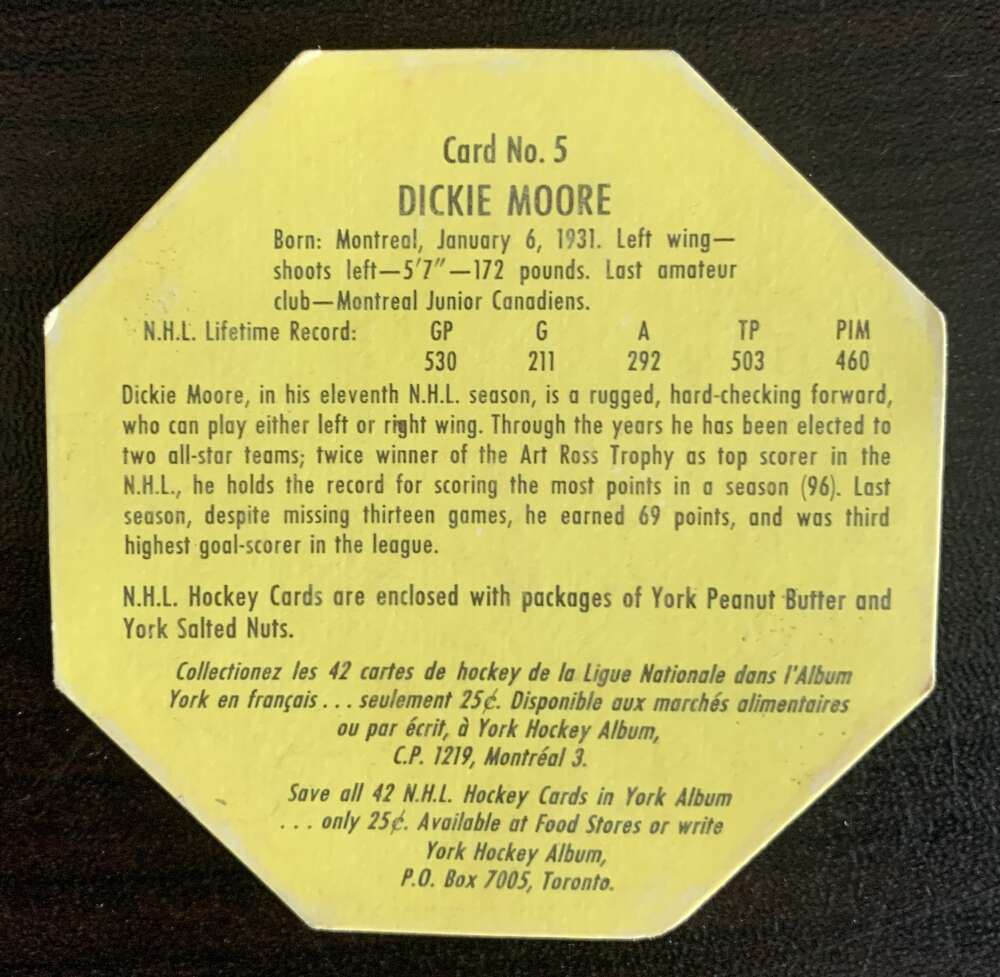 Card No. 5
DICKIE MOORE
Born: Montreal, January 6, 1931. Left wing—
shoots left—5'7"—172 pounds. Last amateur
club—Montreal Junior Canadiens.
N.H.L. Lifetime Record: GP G A TP PIM
530 211 292 503 460
Dickie Moore, in his eleventh N.H.L. season, is a rugged, hard-checking forward,
who can play either left or right wing. Through the years he has been elected to
two all-star teams; twice winner of the Art Ross Trophy as top scorer in the
N.H.L., he holds the record for scoring the most points in a season (96). Last
season, despite missing thirteen games, he earned 69 points, and was third
highest goal-scorer in the league.
N.H.L. Hockey Cards are enclosed with packages of York Peanut Butter and
York Salted Nuts.
Collectionez les 42 cartes de hockey de la Ligue Nationale dans l'Album
York en français . . . seulement 25¢. Disponible aux marchés alimentaires
ou par écrit, à York Hockey Album,
C.P. 1219, Montréal 3.
Save all 42 N.H.L. Hockey Cards in York Album
. . . only 25¢. Available at Food Stores or write
York Hockey Album,
P.O. Box 7005, Toronto.